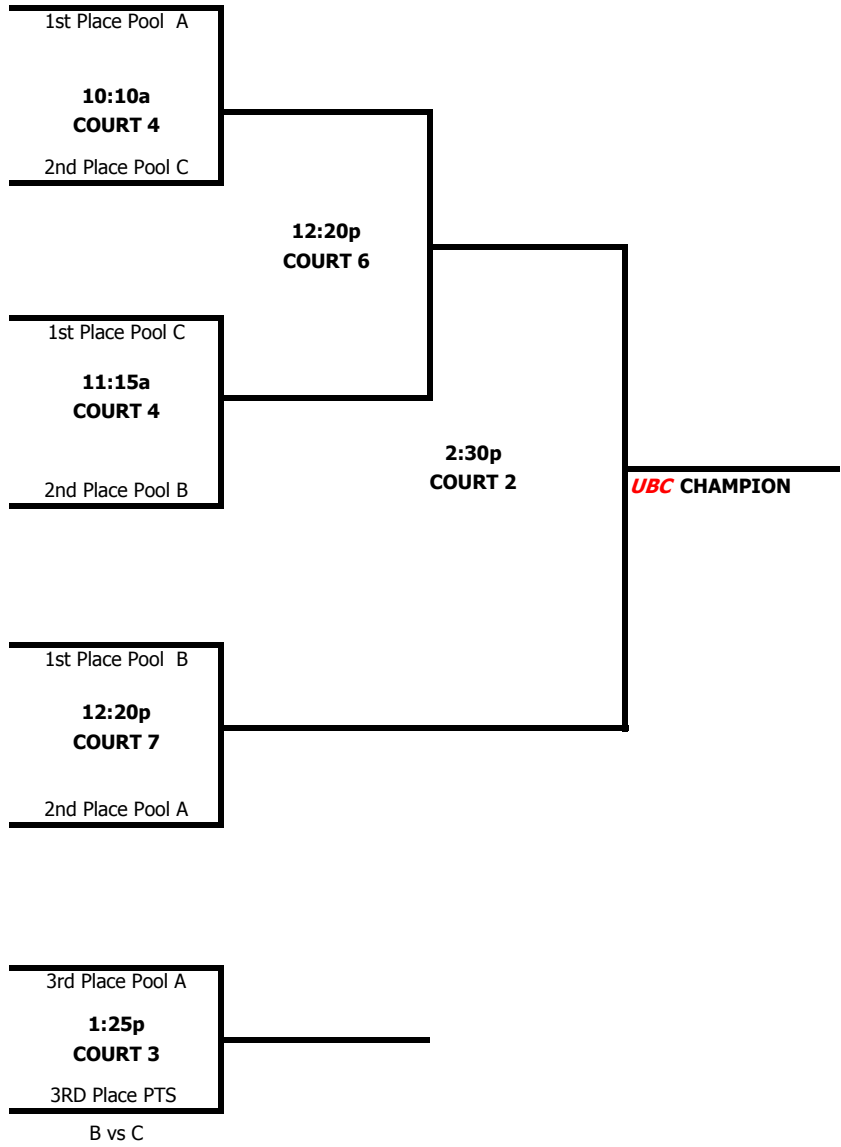 1st Place Pool  A
10:10a
COURT 4
2nd Place Pool C
12:20p
COURT 6
1st Place Pool C
11:15a
COURT 4
2nd Place Pool B
2:30p
COURT 2
UBC CHAMPION
1st Place Pool  B
12:20p
COURT 7
2nd Place Pool A
3rd Place Pool A
1:25p
COURT 3
3RD Place PTS
B vs C